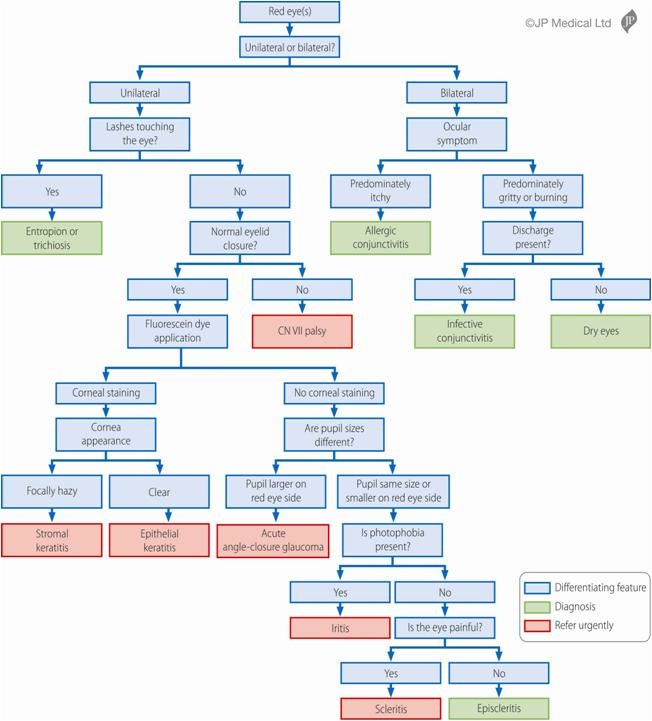 Red eye(s)
©JP Medical Ltd
JP
Unilateral or bilateral?
Unilateral
Bilateral
Lashes touching
the eye?
Ocular
symptom
Yes
No
Predominately
itchy
Predominately
gritty or burning
Entropion or
trichiosis
Normal eyelid
closure?
Allergic
conjunctivitis
Discharge
present?
Yes
No
Yes
No
Fluorescein dye
application
CN VII palsy
Infective
conjunctivitis
Dry eyes
Corneal staining
No corneal staining
Cornea
appearance
Are pupil sizes
different?
Focally hazy
Clear
Pupil larger on
red eye side
Pupil same size or
smaller on red eye side
Stromal
keratitis
Epithelial
keratitis
Acute
angle-closure glaucoma
Is photophobia
present?
Yes
No
Iritis
Is the eye painful?
Yes
No
Scleritis
Episcleritis
Differentiating feature
Diagnosis
Refer urgently